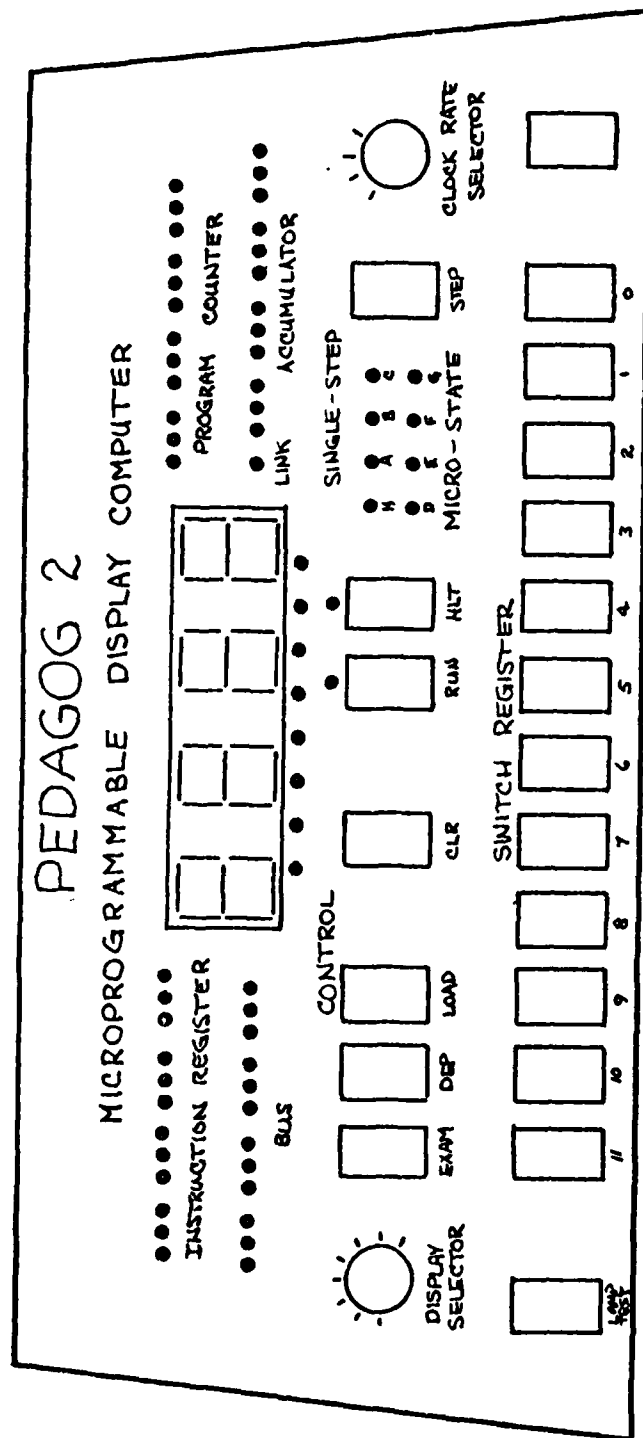 PEDAGOG 2
MICROPROGRAMMABLE DISPLAY COMPUTER
INSTRUCTION REGISTER
PROGRAM COUNTER
BUS
LINK
ACCUMULATOR
CONTROL
SINGLE-STEP
H A B C
D E F G
MICRO-STATE
DISPLAY
SELECTOR
EXAM
DEP
LOAD
CLR
RUN
HLT
STEP
CLOCK RATE
SELECTOR
SWITCH REGISTER
LAMP
TEST
11 10 9 8 7 6 5 4 3 2 1 0